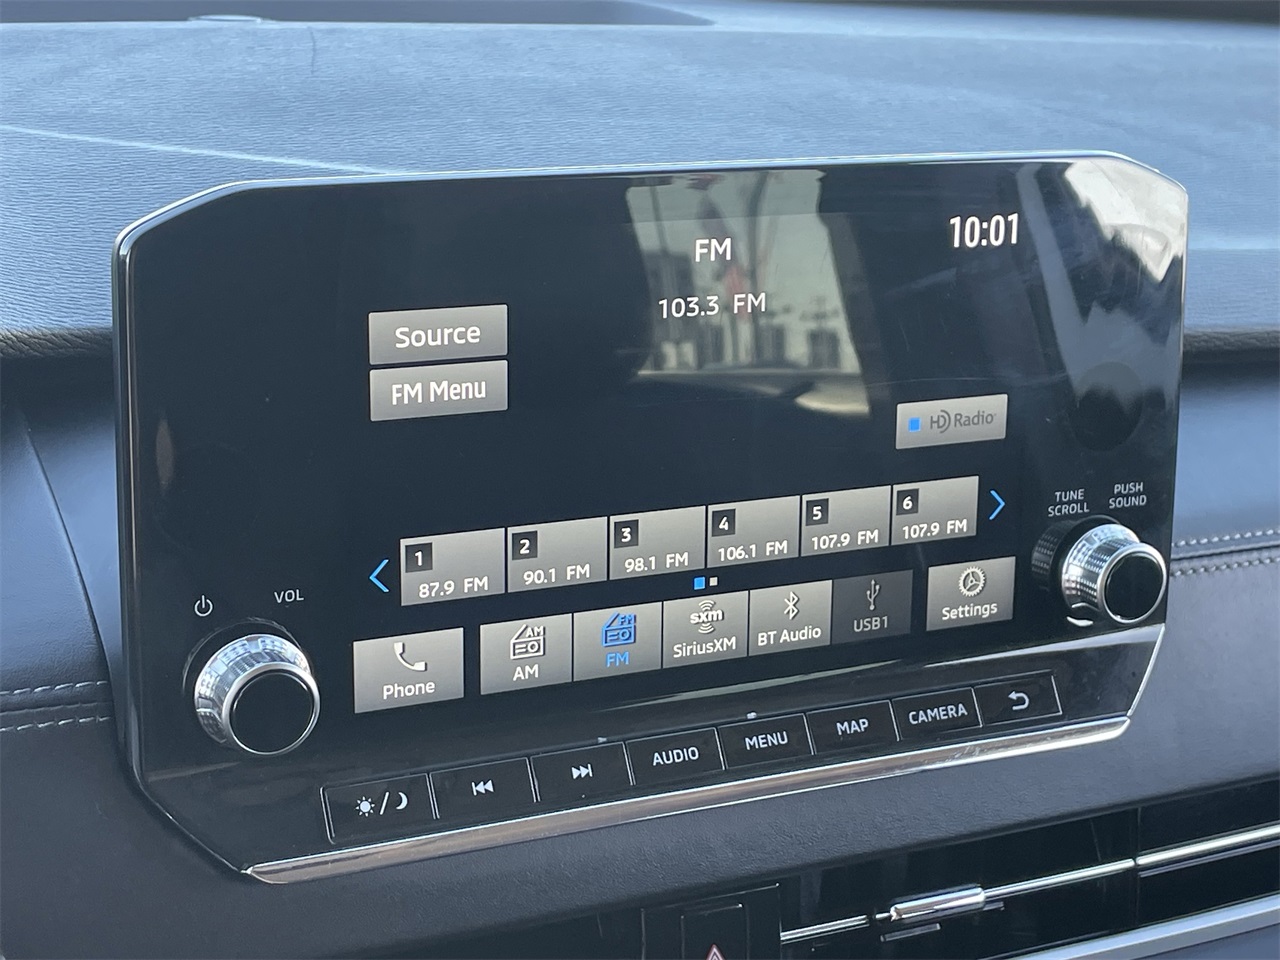 FM
10:01
103.3 FM
Source
FM Menu
HD Radio
TUNE
SCROLL
PUSH
SOUND
1
87.9 FM
2
90.1 FM
3
98.1 FM
4
106.1 FM
5
107.9 FM
6
107.9 FM
VOL
Phone
AM
AM
FM
FM
sxm
SiriusXM
BT Audio
USB1
Settings
AUDIO
MENU
MAP
CAMERA